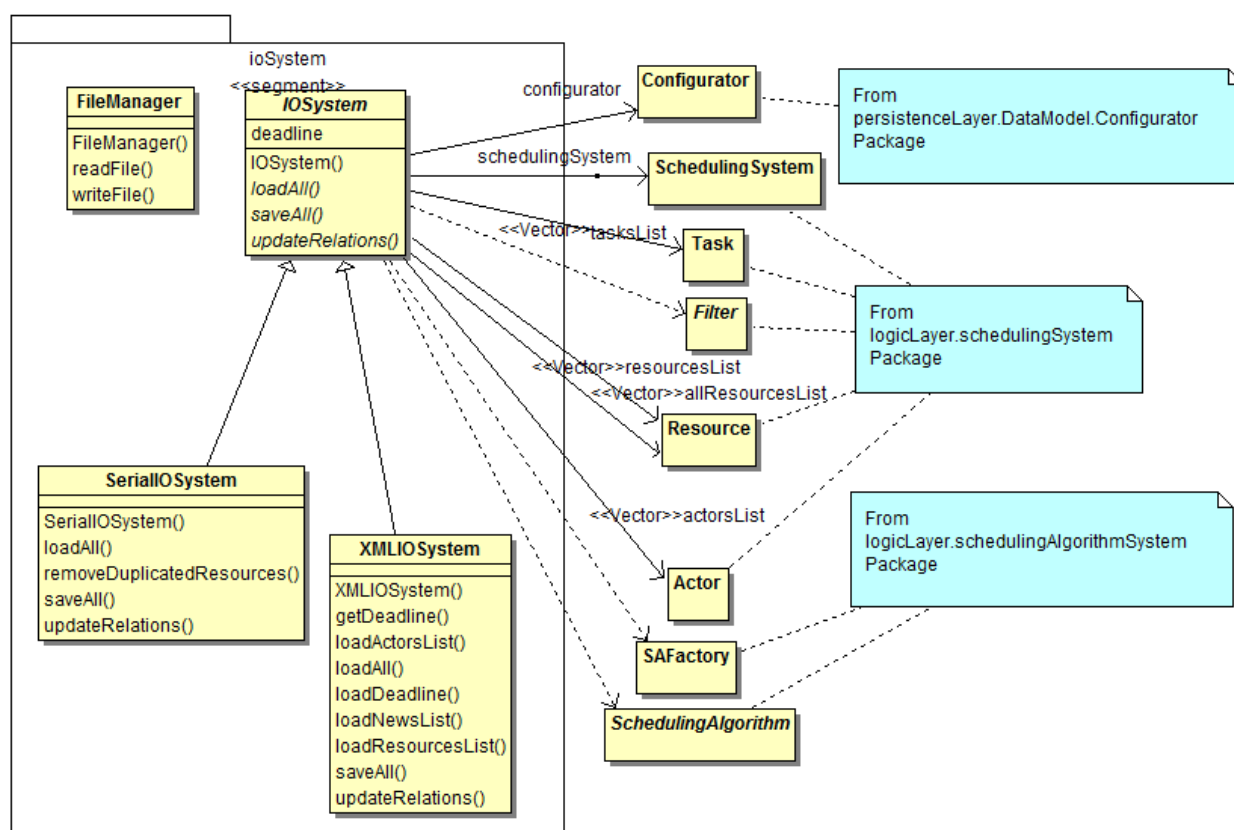 ioSystem
<<segment>>
FileManager
FileManager()
readFile()
writeFile()
IOSystem
deadline
IOSystem()
loadAll()
saveAll()
updateRelations()
configurator
Configurator
From
persistenceLayer.DataModel.Configurator
Package
schedulingSystem
SchedulingSystem
<<Vector>>tasksList
Task
Filter
From
logicLayer.schedulingSystem
Package
<<Vector>>resourcesList
<<Vector>>allResourcesList
Resource
SerialIOSystem
SerialIOSystem()
loadAll()
removeDuplicatedResources()
saveAll()
updateRelations()
XMLIOSystem
XMLIOSystem()
getDeadline()
loadActorsList()
loadAll()
loadDeadline()
loadNewsList()
loadResourcesList()
saveAll()
updateRelations()
<<Vector>>actorsList
From
logicLayer.schedulingAlgorithmSystem
Package
Actor
SAFactory
SchedulingAlgorithm